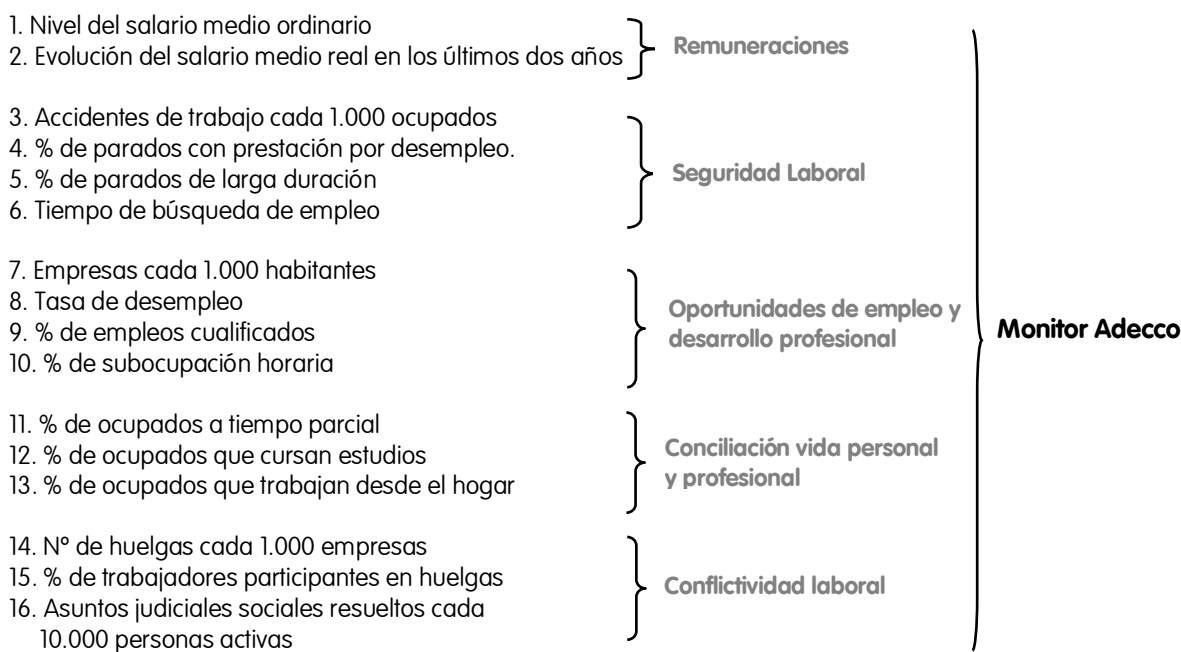 1. Nivel del salario medio ordinario
2. Evolución del salario medio real en los últimos dos años
Remuneraciones
3. Accidentes de trabajo cada 1.000 ocupados
4. % de parados con prestación por desempleo.
5. % de parados de larga duración
6. Tiempo de búsqueda de empleo
Seguridad Laboral
7. Empresas cada 1.000 habitantes
8. Tasa de desempleo
9. % de empleos cualificados
10. % de subocupación horaria
Oportunidades de empleo y
desarrollo profesional
11. % de ocupados a tiempo parcial
12. % de ocupados que cursan estudios
13. % de ocupados que trabajan desde el hogar
Conciliación vida personal
y profesional
14. Nº de huelgas cada 1.000 empresas
15. % de trabajadores participantes en huelgas
16. Asuntos judiciales sociales resueltos cada
10.000 personas activas
Conflictividad laboral
Monitor Adecco